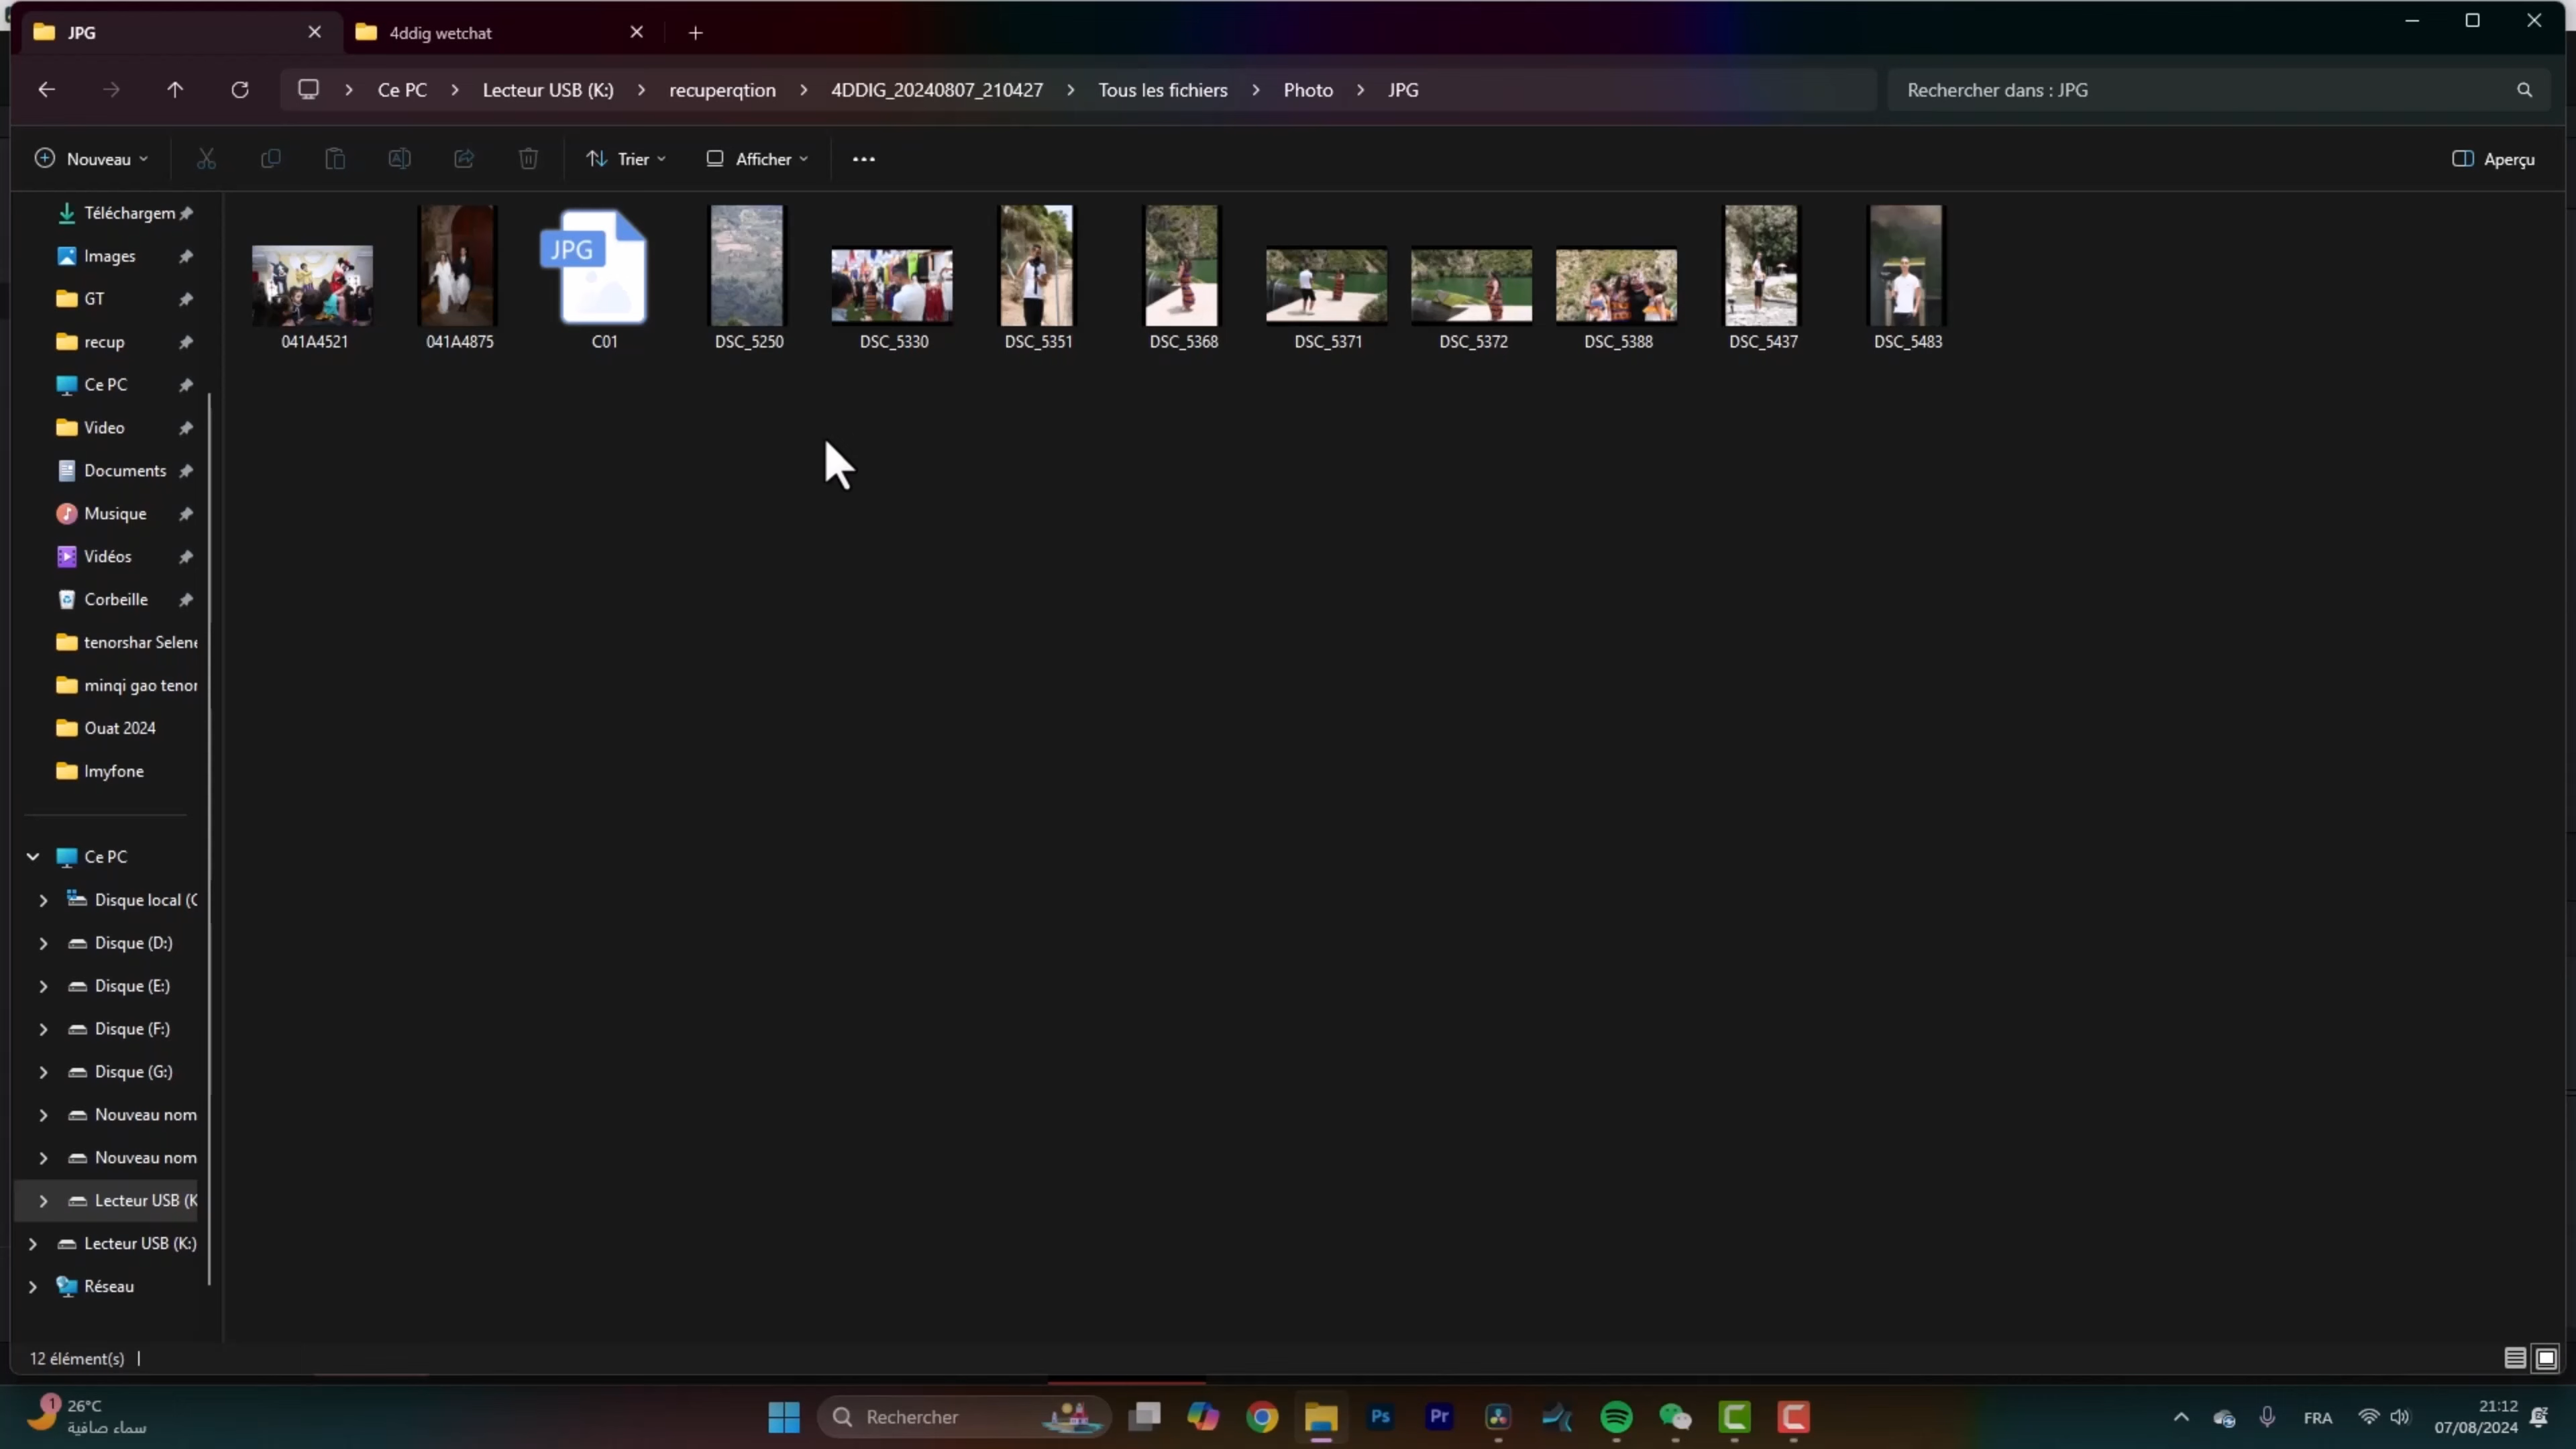 JPG
4ddig wetchat
Ce PC
Lecteur USB (K:)
recuperqtion
4DDIG_20240807_210427
Tous les fichiers
Photo
JPG
Rechercher dans : JPG
Nouveau
Trier
Afficher
Aperçu
Téléchargem
Images
GT
recup
Ce PC
Video
Documents
Musique
Vidéos
Corbeille
tenorshar Selene
minqi gao tenor
Ouat 2024
Imyfone
Ce PC
Disque local (C
Disque (D:)
Disque (E:)
Disque (F:)
Disque (G:)
Nouveau nom
Nouveau nom
Lecteur USB (K
Lecteur USB (K:)
Réseau
JPG
041A4521
041A4875
C01
DSC_5250
DSC_5330
DSC_5351
DSC_5368
DSC_5371
DSC_5372
DSC_5388
DSC_5437
DSC_5483
12 élément(s)
1
26°C
سماء صافية
Rechercher
Ps
Pr
FRA
21:12
07/08/2024